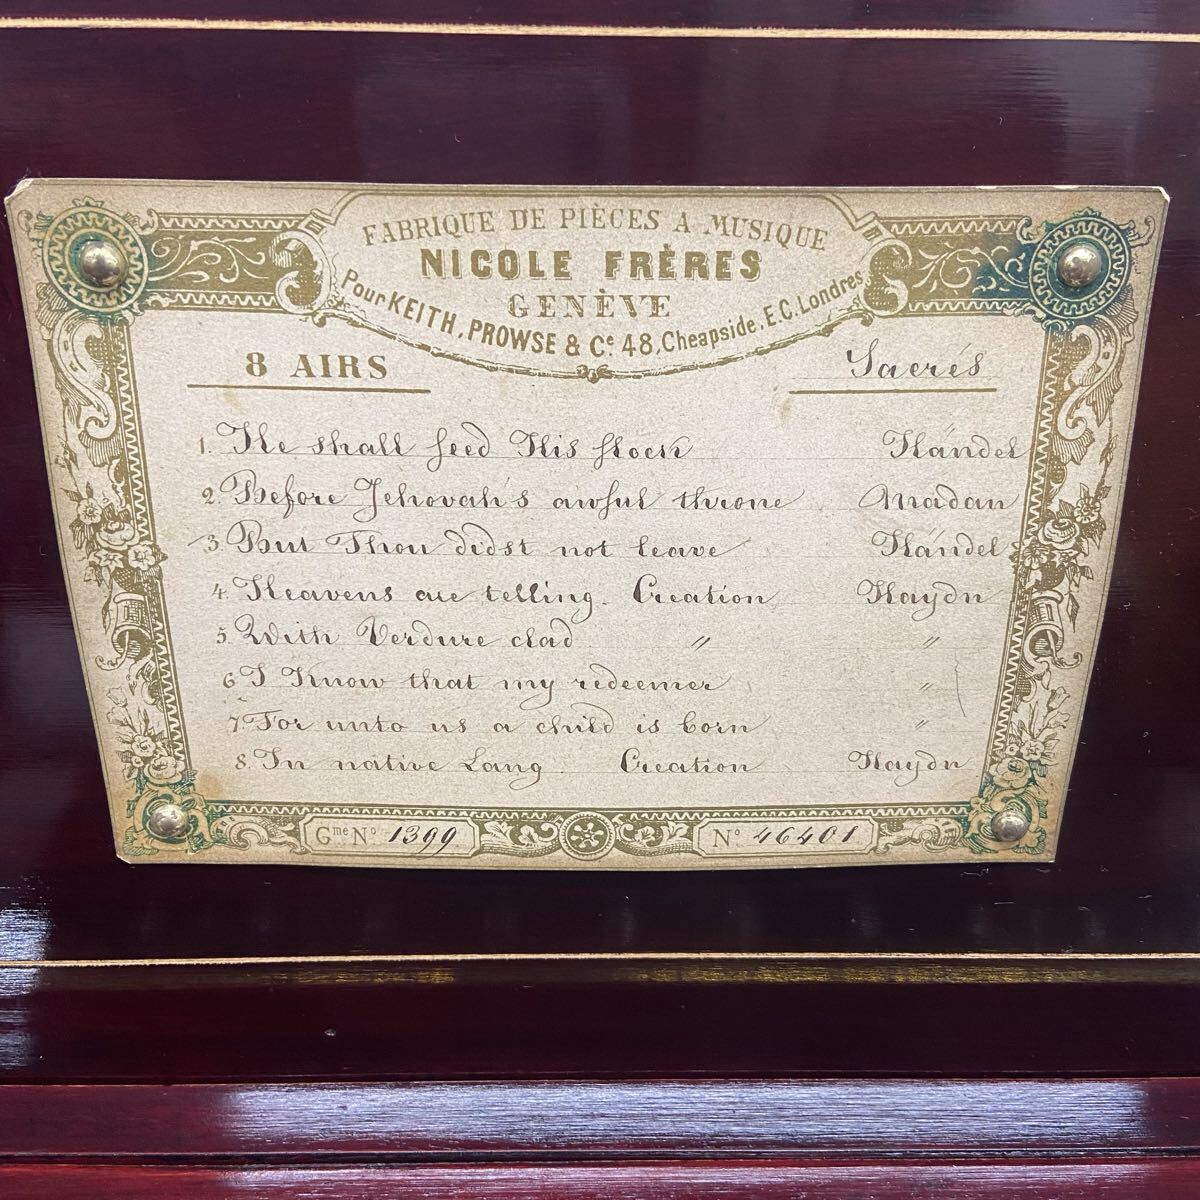 FABRIQUE DE PIÈCES A MUSIQUE
NICOLE FRÈRES
GENÈVE
Pour KEITH, PROWSE & Cᵉ 48, Cheapside. E.C. Londres
8 AIRS Sacrés
1. He shall feed His flock Händel
2. Before Jehovah's awful throne Madan
3. But Thou didst not leave Händel
4. Heavens are telling. Creation Haydn
5. With Verdure clad " "
6. I Know that my redeemer "
7. For unto us a child is born "
8. In native Lang. Creation Haydn
Gᵐᵉ Nº 1399 Nº 46401